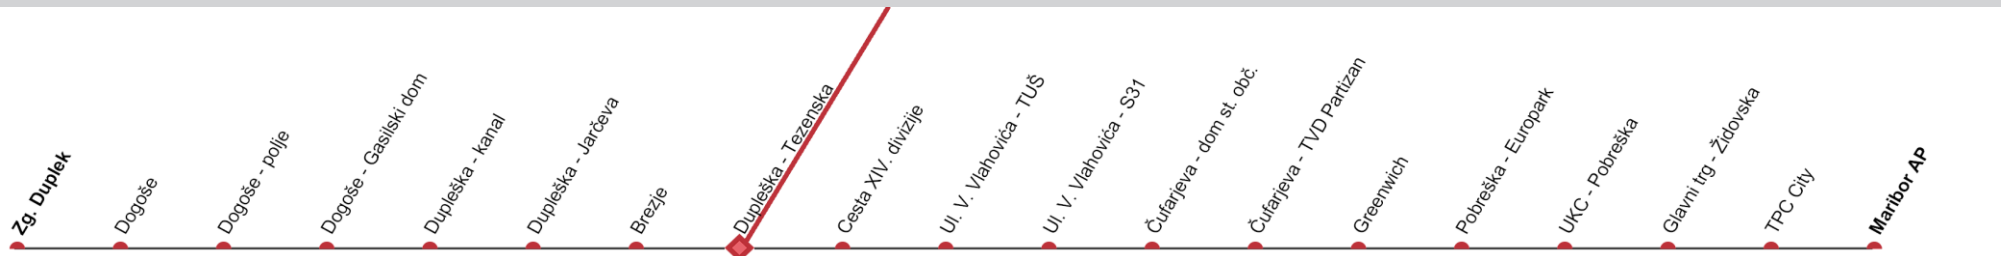 Zg. Duplek
Dogoše
Dogoše - polje
Dogoše - Gasilski dom
Dupleška - kanal
Dupleška - Jarčeva
Brezje
Dupleška - Tezenska
Cesta XIV. divizije
Ul. V. Vlahovića - TUŠ
Ul. V. Vlahovića - S31
Čufarjeva - dom st. obč.
Čufarjeva - TVD Partizan
Greenwich
Pobreška - Europark
UKC - Pobreška
Glavni trg - Židovska
TPC City
Maribor AP